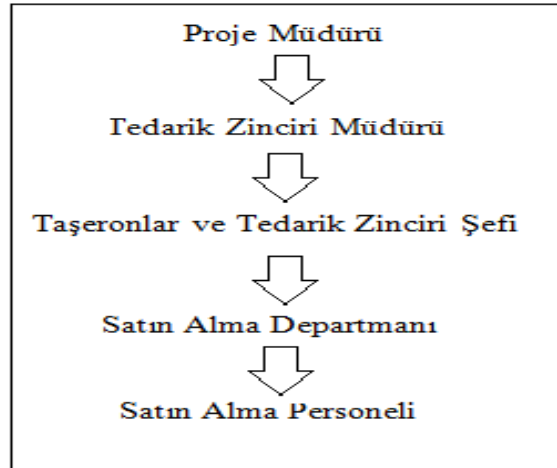 Proje Müdürü
Tedarik Zinciri Müdürü
Taşeronlar ve Tedarik Zinciri Şefi
Satın Alma Departmanı
Satın Alma Personeli